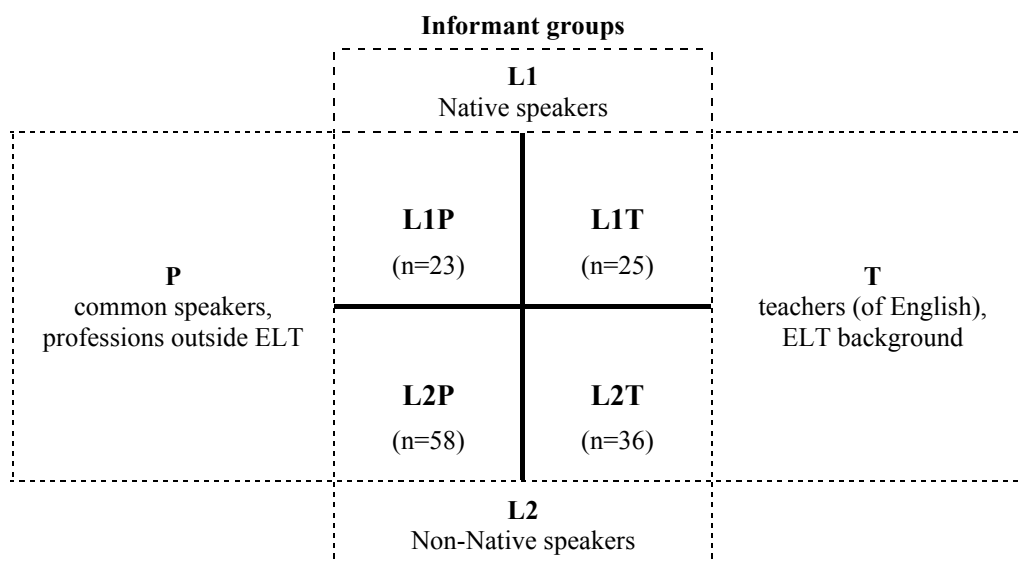 Informant groups
L1
Native speakers
L1P
(n=23)
L1T
(n=25)
P
common speakers,
professions outside ELT
T
teachers (of English),
ELT background
L2P
(n=58)
L2T
(n=36)
L2
Non-Native speakers